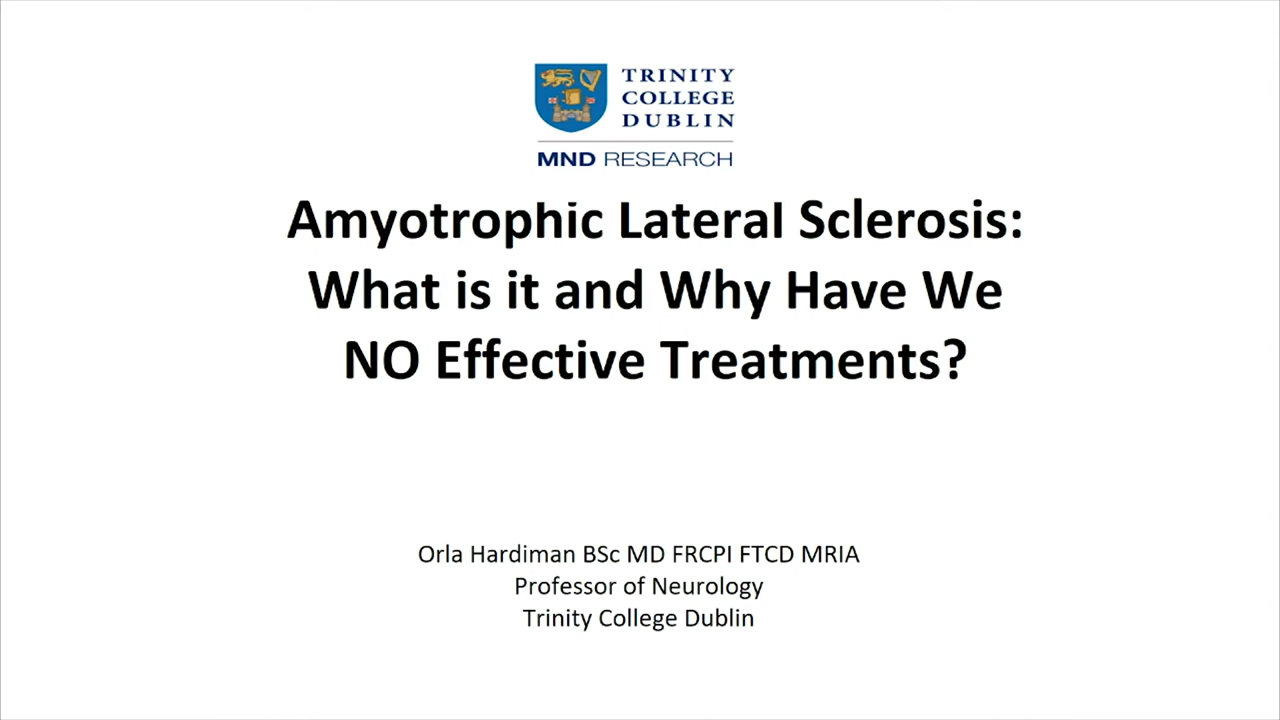 TRINITY
COLLEGE
DUBLIN
MND RESEARCH
Amyotrophic Lateral Sclerosis:
What is it and Why Have We
NO Effective Treatments?
Orla Hardiman BSc MD FRCPI FTCD MRIA
Professor of Neurology
Trinity College Dublin